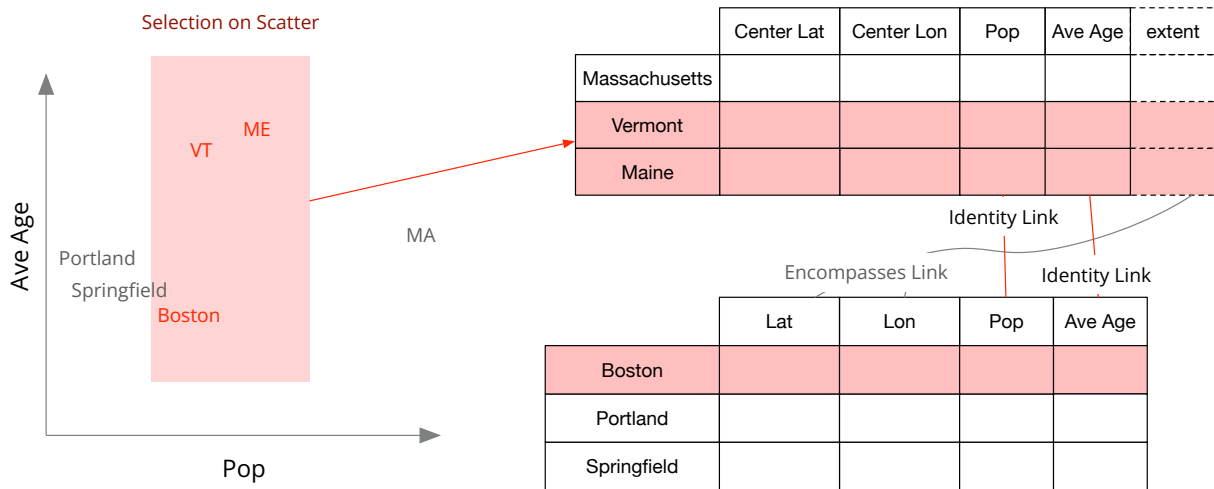 Selection on Scatter
Ave Age
ME
VT
MA
Portland
Springfield
Boston
Pop
Center Lat Center Lon Pop Ave Age extent
Massachusetts
Vermont
Maine
Identity Link
Encompasses Link
Identity Link
Lat Lon Pop Ave Age
Boston
Portland
Springfield